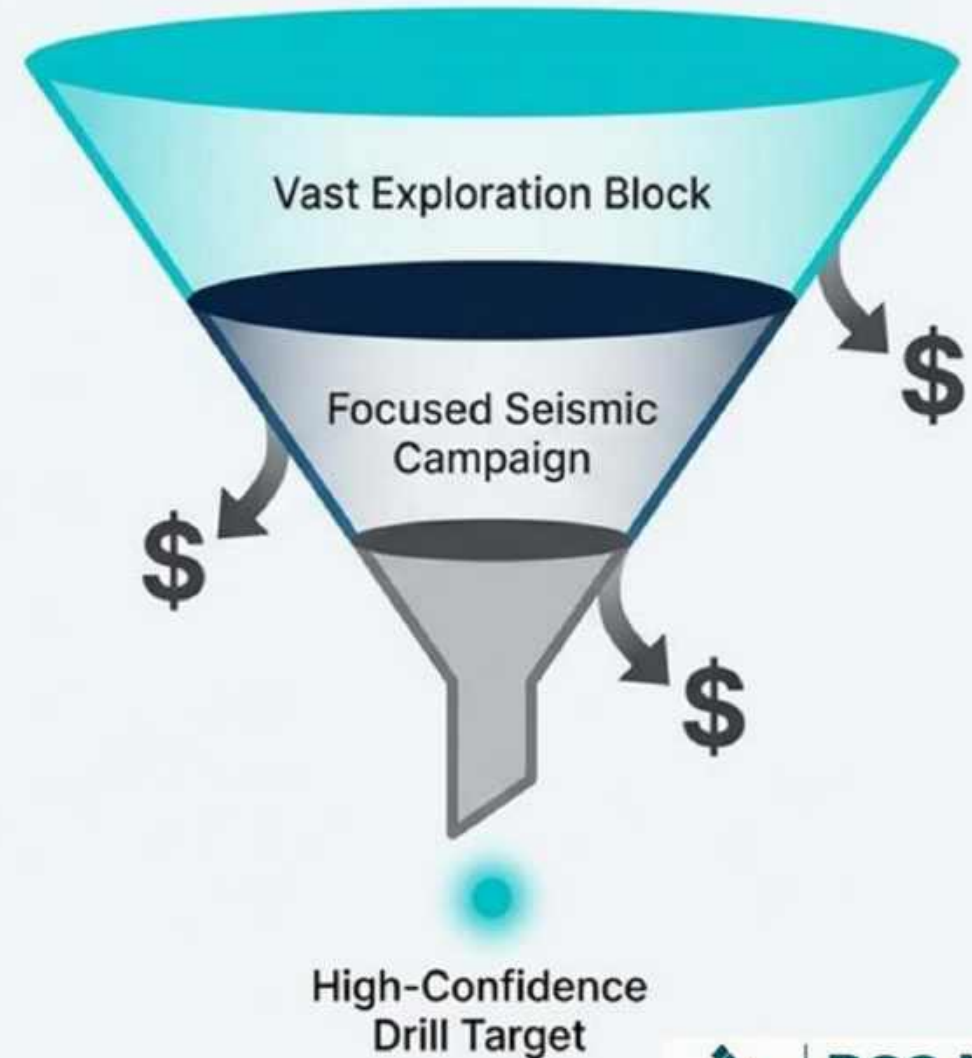 Vast Exploration Block
$
Focused Seismic
Campaign
$
$
High-Confidence
Drill Target